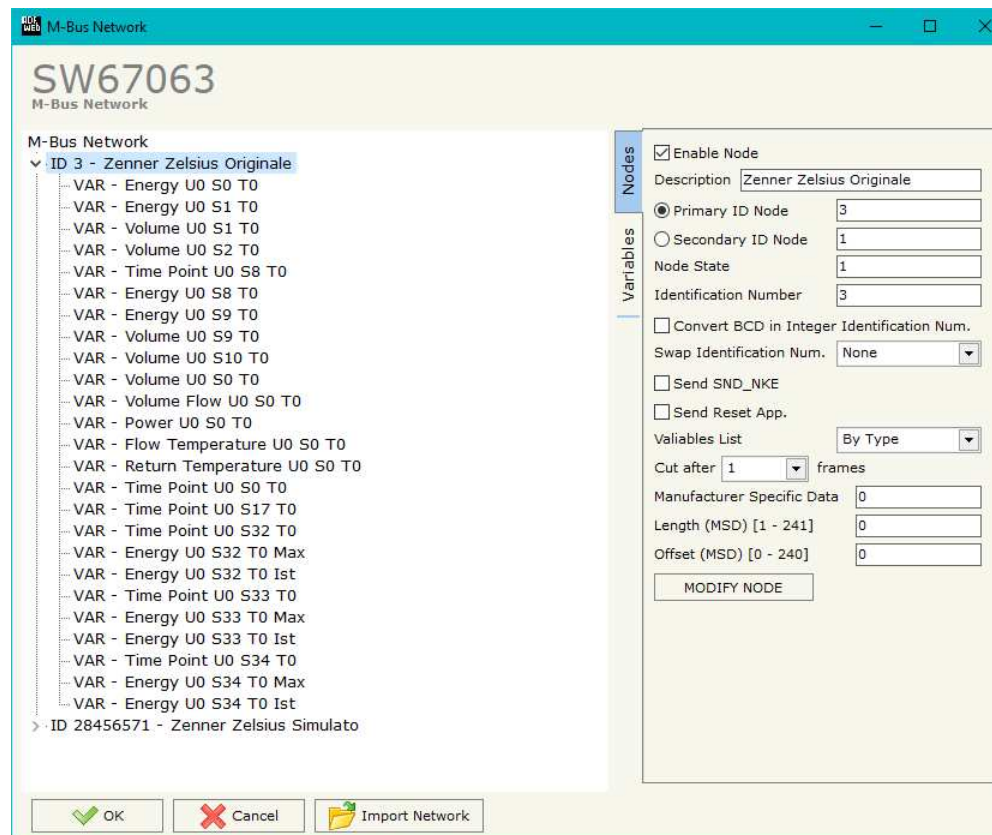 ADF WEB M-Bus Network
SW67063
M-Bus Network
M-Bus Network
ID 3 - Zenner Zelsius Originale
VAR - Energy U0 S0 T0
VAR - Energy U0 S1 T0
VAR - Volume U0 S1 T0
VAR - Volume U0 S2 T0
VAR - Time Point U0 S8 T0
VAR - Energy U0 S8 T0
VAR - Energy U0 S9 T0
VAR - Volume U0 S9 T0
VAR - Volume U0 S10 T0
VAR - Volume U0 S0 T0
VAR - Volume Flow U0 S0 T0
VAR - Power U0 S0 T0
VAR - Flow Temperature U0 S0 T0
VAR - Return Temperature U0 S0 T0
VAR - Time Point U0 S0 T0
VAR - Time Point U0 S17 T0
VAR - Time Point U0 S32 T0
VAR - Energy U0 S32 T0 Max
VAR - Energy U0 S32 T0 Ist
VAR - Time Point U0 S33 T0
VAR - Energy U0 S33 T0 Max
VAR - Energy U0 S33 T0 Ist
VAR - Time Point U0 S34 T0
VAR - Energy U0 S34 T0 Max
VAR - Energy U0 S34 T0 Ist
ID 28456571 - Zenner Zelsius Simulato
Nodes
Variables
Enable Node
Description Zenner Zelsius Originale
Primary ID Node 3
Secondary ID Node 1
Node State 1
Identification Number 3
Convert BCD in Integer Identification Num.
Swap Identification Num. None
Send SND_NKE
Send Reset App.
Valiables List By Type
Cut after 1 frames
Manufacturer Specific Data 0
Length (MSD) [1 - 241] 0
Offset (MSD) [0 - 240] 0
MODIFY NODE
OK
Cancel
Import Network